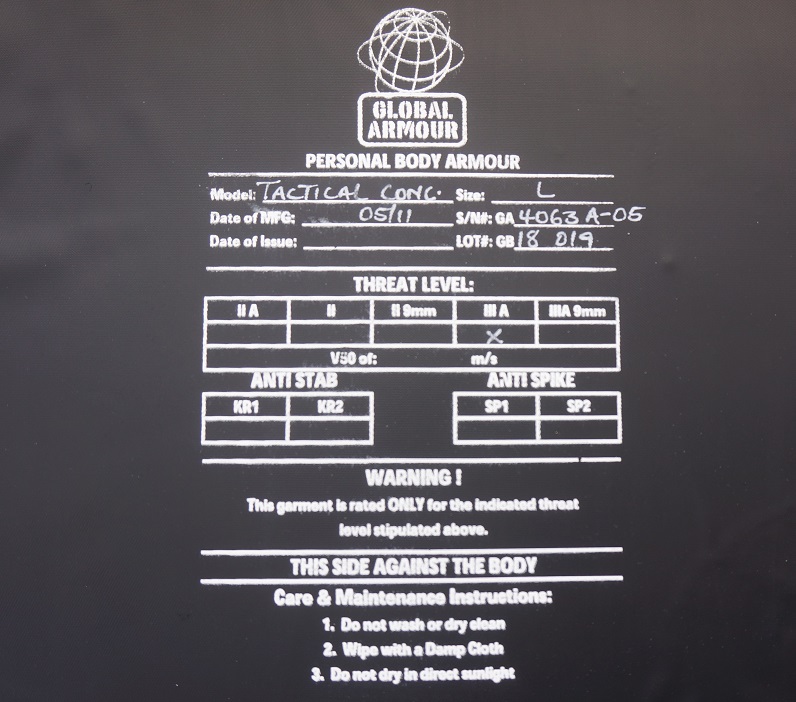 GLOBAL
ARMOUR
PERSONAL BODY ARMOUR
Model: TACTICAL CONC. Size: L
Date of MFG: 05/11 S/N#: GA 4063 A-05
Date of Issue: LOT#: GB 18 019
THREAT LEVEL:
II A II II 9mm III A IIIA 9mm
X
V50 of: m/s
ANTI STAB ANTI SPIKE
KR1 KR2 SP1 SP2
WARNING !
This garment is rated ONLY for the indicated threat
level stipulated above.
THIS SIDE AGAINST THE BODY
Care & Maintenance Instructions:
1. Do not wash or dry clean
2. Wipe with a Damp Cloth
3. Do not dry in direct sunlight